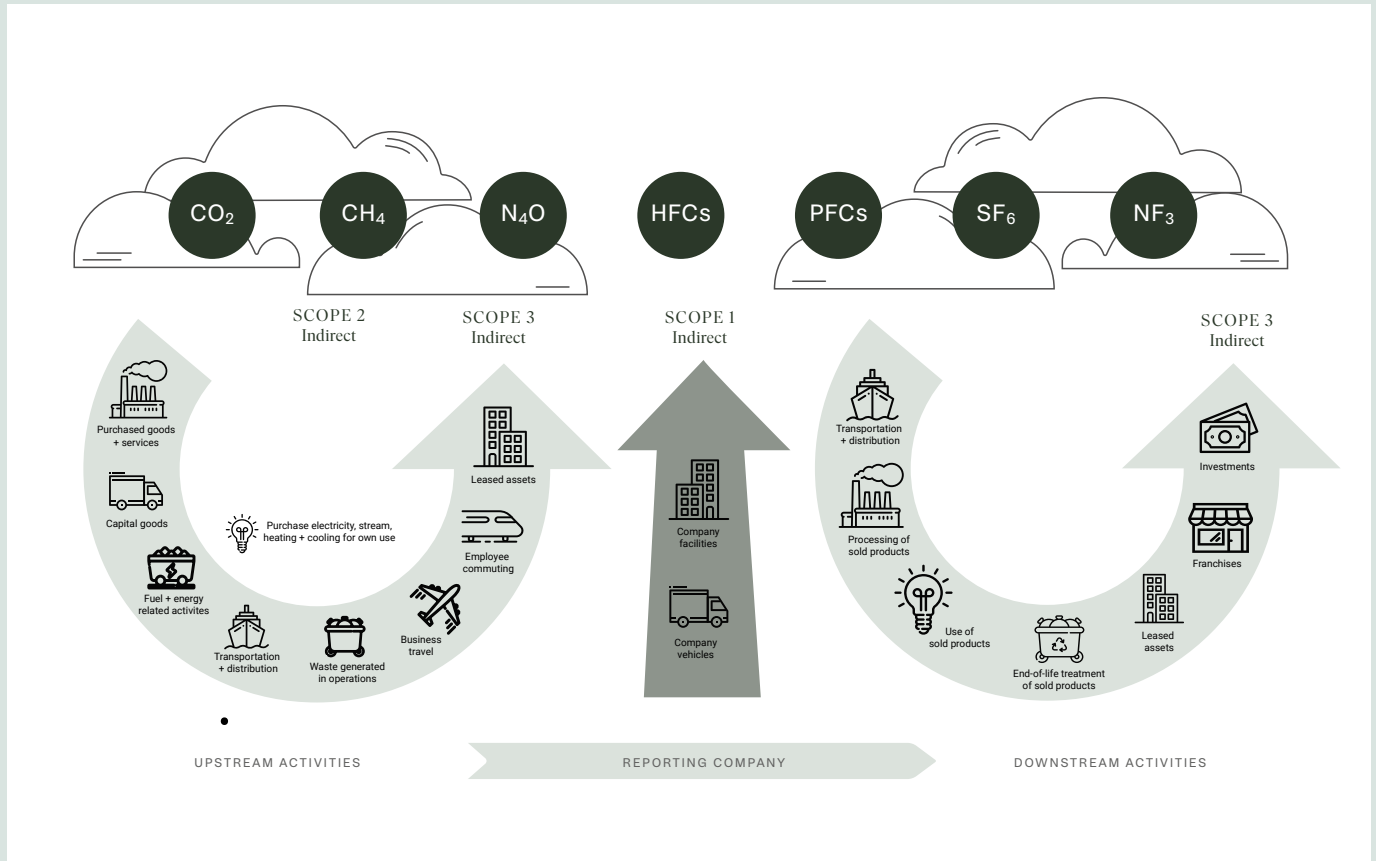 CO2
CH4
N4O
HFCs
PFCs
SF6
NF3
SCOPE 2
Indirect
SCOPE 3
Indirect
SCOPE 1
Indirect
SCOPE 3
Indirect
Purchased goods
+ services
Capital goods
Fuel + energy
related activites
Transportation
+ distribution
Waste generated
in operations
Business
travel
Employee
commuting
Leased assets
Purchase electricity, stream,
heating + cooling for own use
Company
facilities
Company
vehicles
Transportation
+ distribution
Processing of
sold products
Use of
sold products
End-of-life treatment
of sold products
Leased
assets
Franchises
Investments
UPSTREAM ACTIVITIES
REPORTING COMPANY
DOWNSTREAM ACTIVITIES